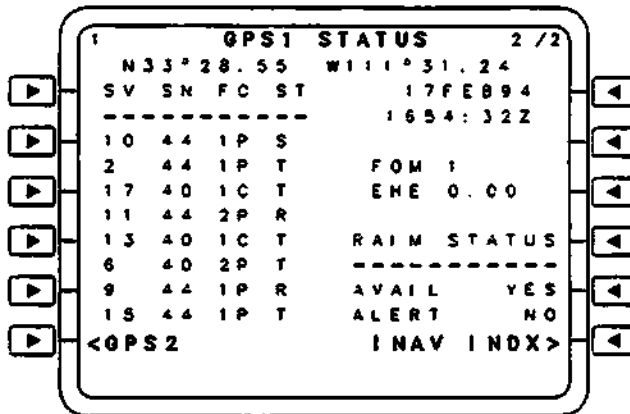 1 GPS1 STATUS 2 /2
N33°28.55 W111°31.24
SV SN FC ST 17FEB94
----------- 1654:32Z
10 44 1P S
2 44 1P T FOM 1
17 40 1C T EHE 0.00
11 44 2P R
13 40 1C T RAIM STATUS
6 40 2P T -----------
9 44 1P R AVAIL YES
15 44 1P T ALERT NO
<GPS2 INAV INDX>